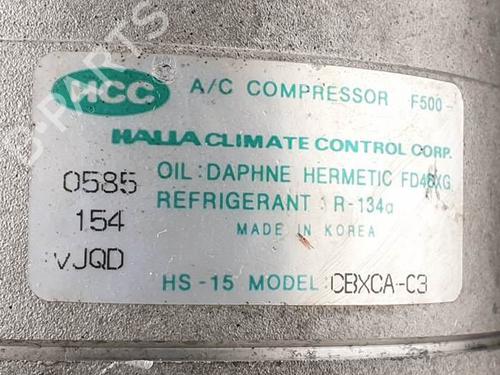 HCC A/C COMPRESSOR F500-
HALLA CLIMATE CONTROL CORP.
0585 OIL : DAPHNE HERMETIC FD46XG
REFRIGERANT : R-134a
154 MADE IN KOREA
vJQD HS-15 MODEL : CBXCA-C3